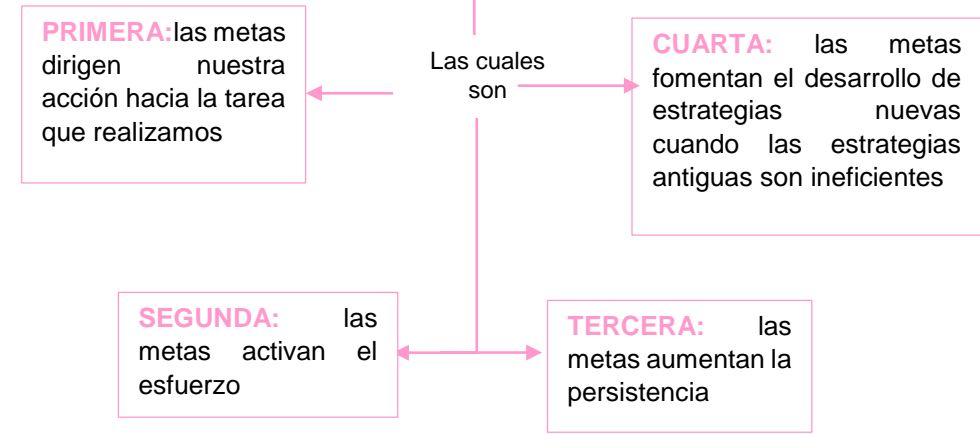 PRIMERA:las metas
dirigen nuestra
acción hacia la tarea
que realizamos
Las cuales
son
CUARTA: las metas
fomentan el desarrollo de
estrategias nuevas
cuando las estrategias
antiguas son ineficientes
SEGUNDA: las
metas activan el
esfuerzo
TERCERA: las
metas aumentan la
persistencia